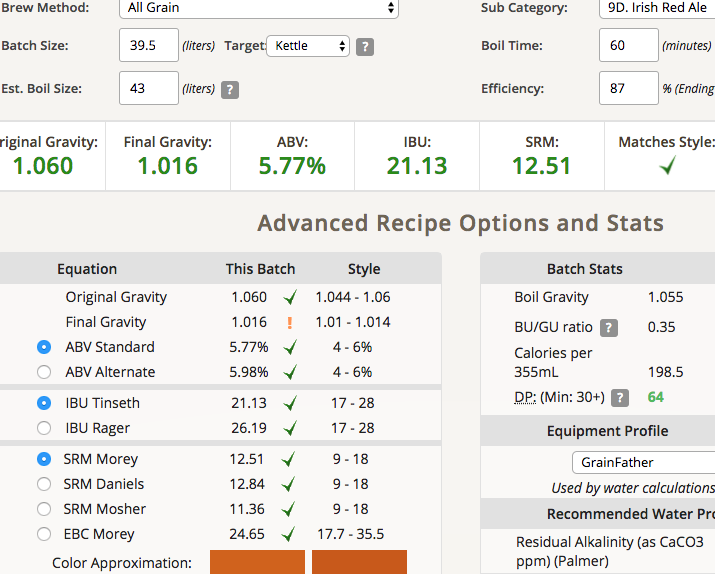 Brew Method: All Grain Sub Category: 9D. Irish Red Ale
Batch Size: 39.5 (liters) Target: Kettle ? Boil Time: 60 (minutes)
Est. Boil Size: 43 (liters) ? Efficiency: 87 % (Ending
riginal Gravity: Final Gravity: ABV: IBU: SRM: Matches Style:
1.060 1.016 5.77% 21.13 12.51
Advanced Recipe Options and Stats
Equation This Batch Style
Original Gravity 1.060 1.044 - 1.06
Final Gravity 1.016 ! 1.01 - 1.014
ABV Standard 5.77% 4 - 6%
ABV Alternate 5.98% 4 - 6%
IBU Tinseth 21.13 17 - 28
IBU Rager 26.19 17 - 28
SRM Morey 12.51 9 - 18
SRM Daniels 12.84 9 - 18
SRM Mosher 11.36 9 - 18
EBC Morey 24.65 17.7 - 35.5
Color Approximation:
Batch Stats
Boil Gravity 1.055
BU/GU ratio ? 0.35
Calories per
355mL 198.5
DP: (Min: 30+) ? 64
Equipment Profile
GrainFather
Used by water calculations
Recommended Water Pro
Residual Alkalinity (as CaCO3
ppm) (Palmer)